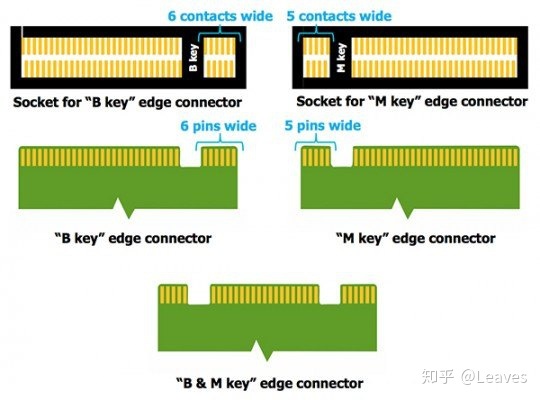 6 contacts wide
5 contacts wide
B key
M key
Socket for “B key” edge connector
Socket for “M key” edge connector
6 pins wide
5 pins wide
“B key” edge connector
“M key” edge connector
“B & M key” edge connector
知乎 @Leaves